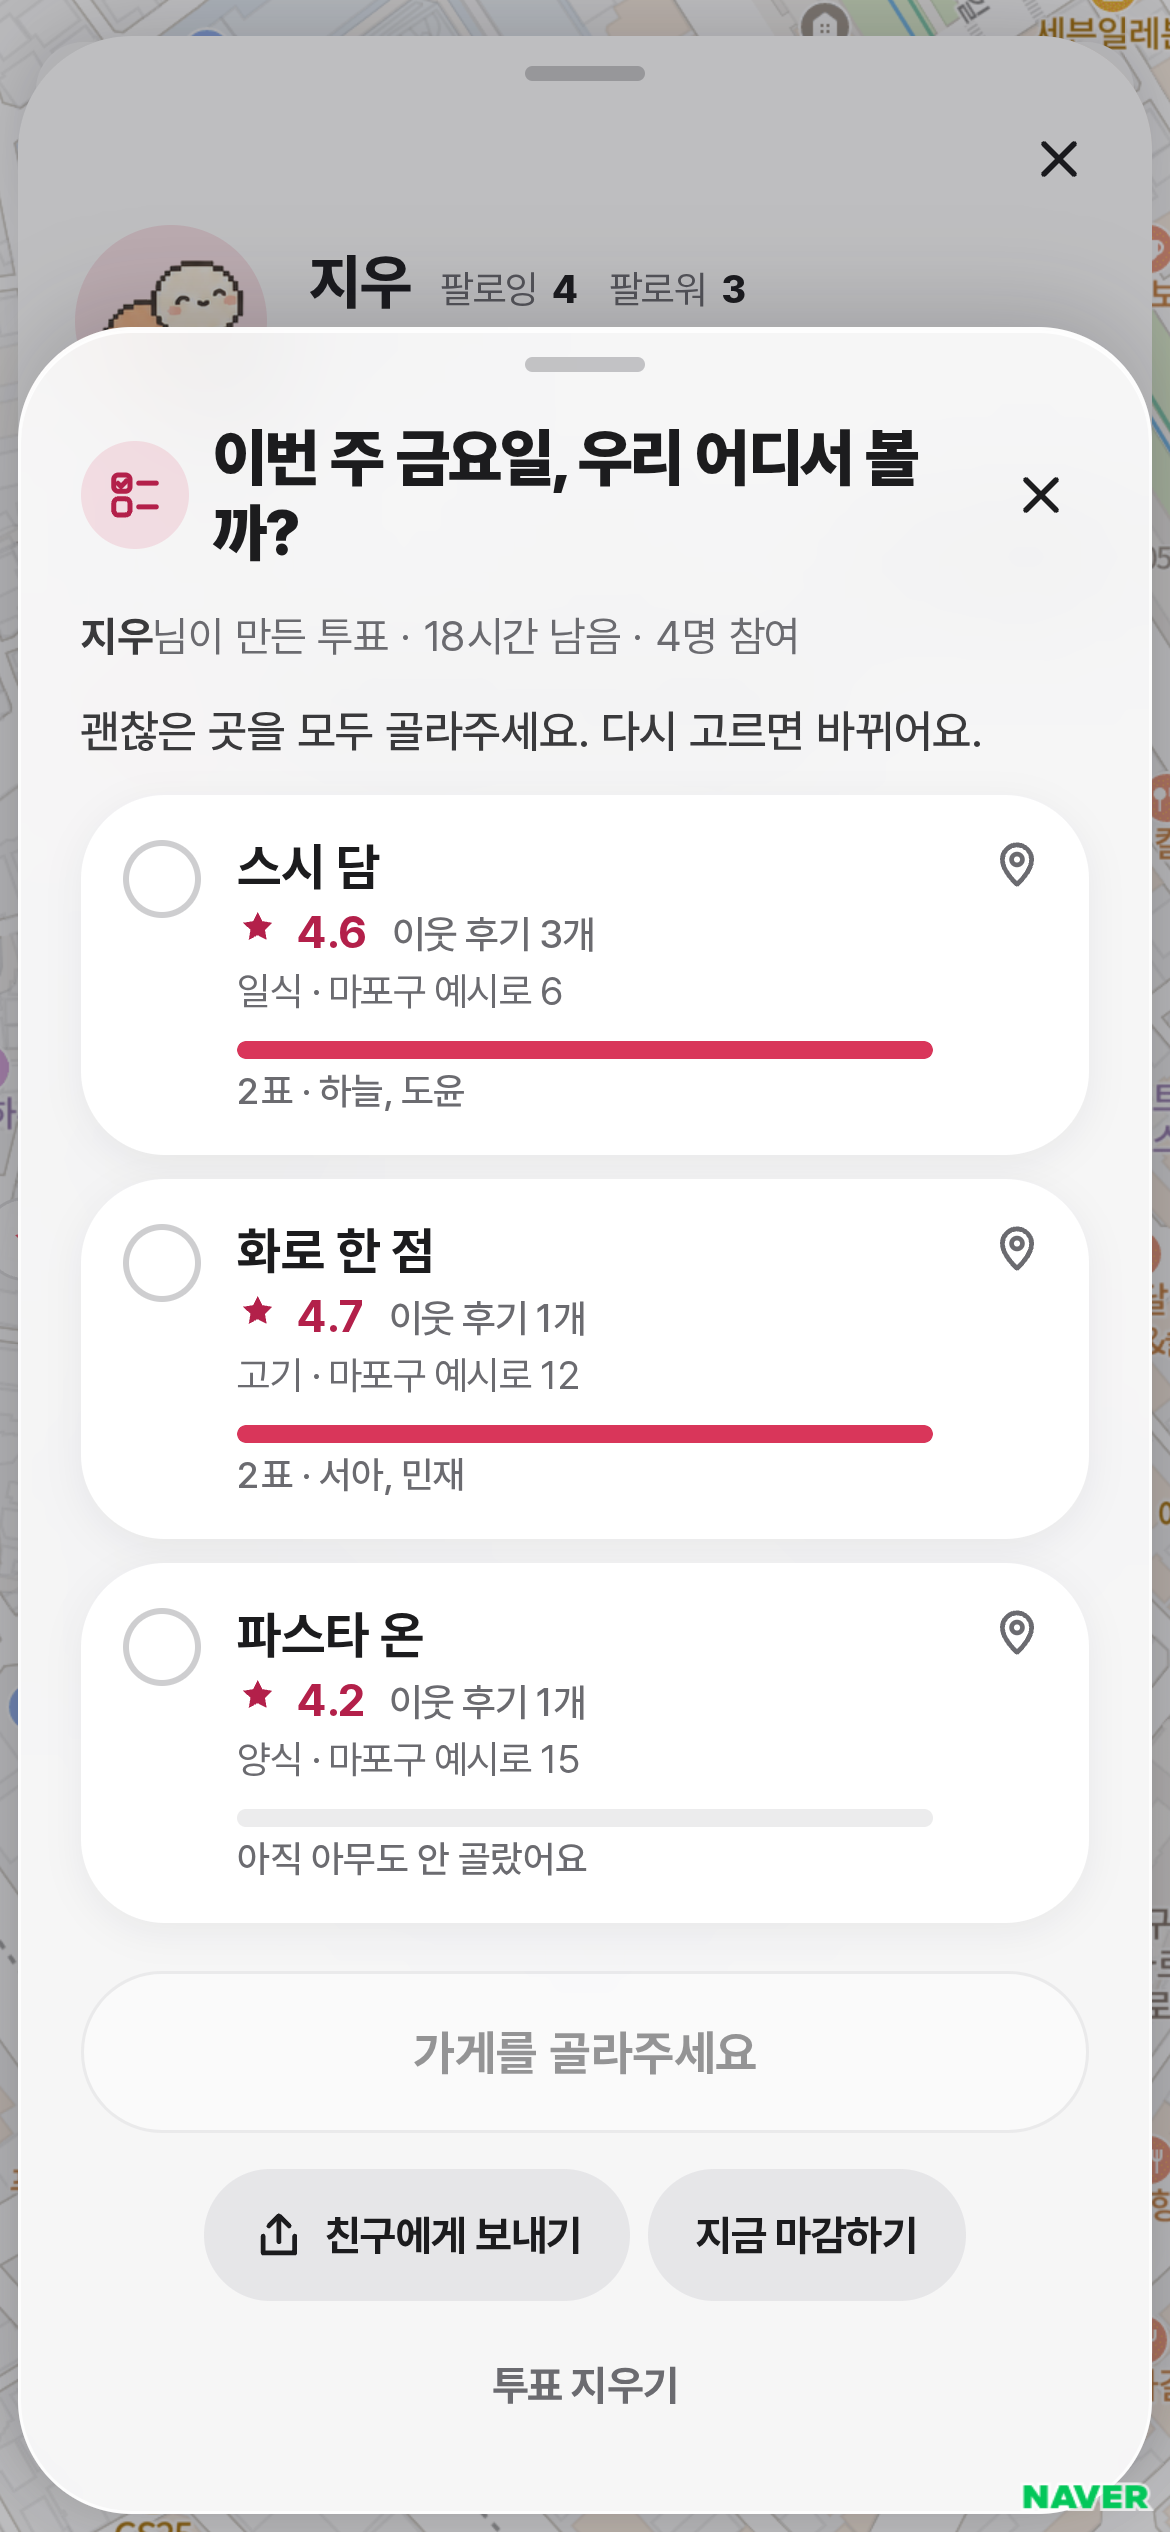 세븐일레븐
지우 팔로잉 4 팔로워 3
이번 주 금요일, 우리 어디서 볼
까?
지우님이 만든 투표 · 18시간 남음 · 4명 참여
괜찮은 곳을 모두 골라주세요. 다시 고르면 바뀌어요.
스시 담
4.6 이웃 후기 3개
일식 · 마포구 예시로 6
2표 · 하늘, 도윤
화로 한 점
4.7 이웃 후기 1개
고기 · 마포구 예시로 12
2표 · 서아, 민재
파스타 온
4.2 이웃 후기 1개
양식 · 마포구 예시로 15
아직 아무도 안 골랐어요
가게를 골라주세요
친구에게 보내기
지금 마감하기
투표 지우기
NAVER
GS25